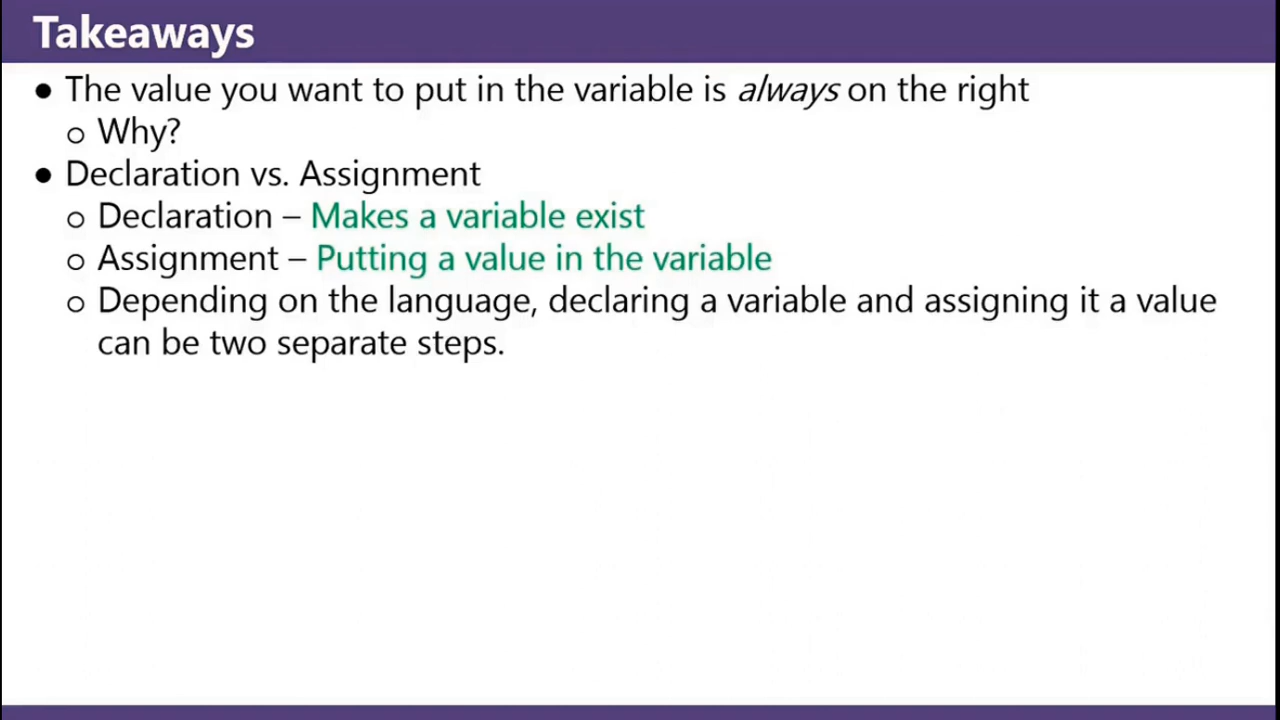 Takeaways
● The value you want to put in the variable is always on the right
○ Why?
● Declaration vs. Assignment
○ Declaration – Makes a variable exist
○ Assignment – Putting a value in the variable
○ Depending on the language, declaring a variable and assigning it a value
can be two separate steps.